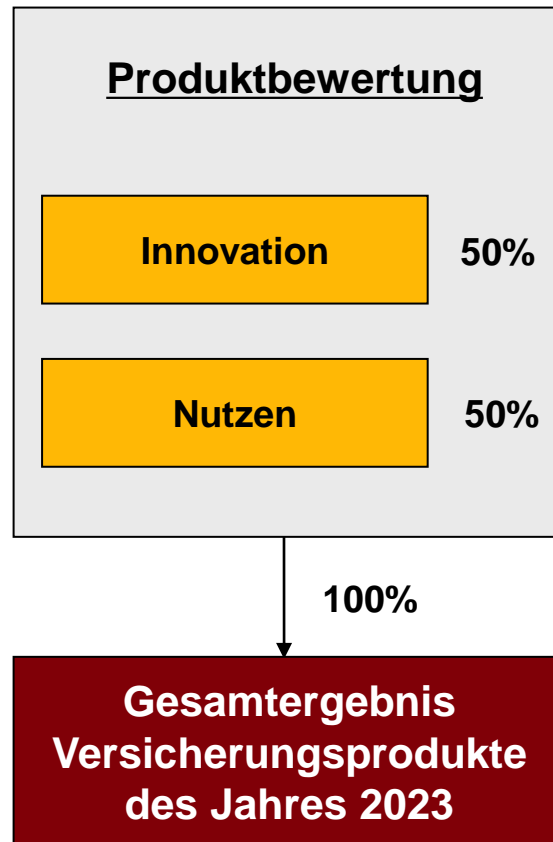 Produktbewertung
Innovation 50%
Nutzen 50%
100%
Gesamtergebnis
Versicherungsprodukte
des Jahres 2023